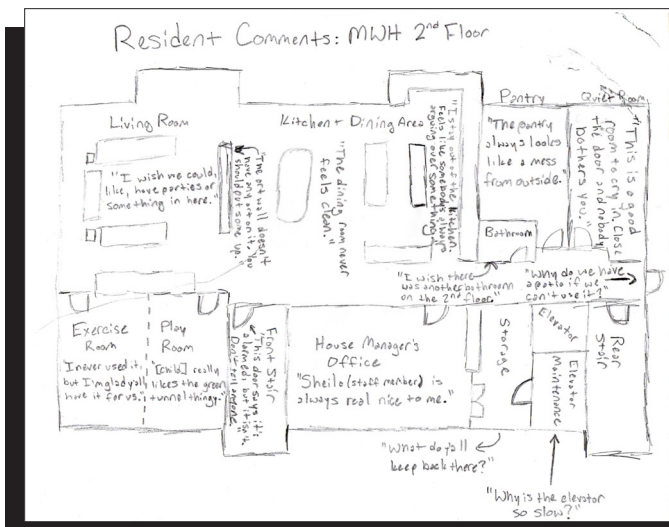 Resident Comments: MWH 2nd Floor
Living Room
"I wish we could,
like, have parties or
something in here."
"The art wall doesn't
have any art on it. You
should put some up."
Kitchen + Dining Area
"The dining room never
feels clean."
"I stay out of the kitchen.
Feels like somebody's always
arguing over something."
Pantry
"The pantry
always looks
like a mess
from outside."
Bathroom
Quiet Room
"This is a good
room to cry in. Close
the door and nobody
bothers you."
"I wish there
was another bathroom
on the 2nd floor."
"Why do we have
a patio if we
can't use it?"
Exercise
Room
"I never used it,
but I'm glad y'all
have it for us."
Play
Room
"[Child] really
likes the green
tunnel thingy."
Front Stair
"This door says it's
alarmed, but it isn't.
Don't tell anyone."
House Manager's
Office
"Sheila (staff member) is
always real nice to me."
Storage
Elevator
Elevator
Maintenance
Rear
Stair
"What do y'all
keep back there?"
"Why is the elevator
so slow?"